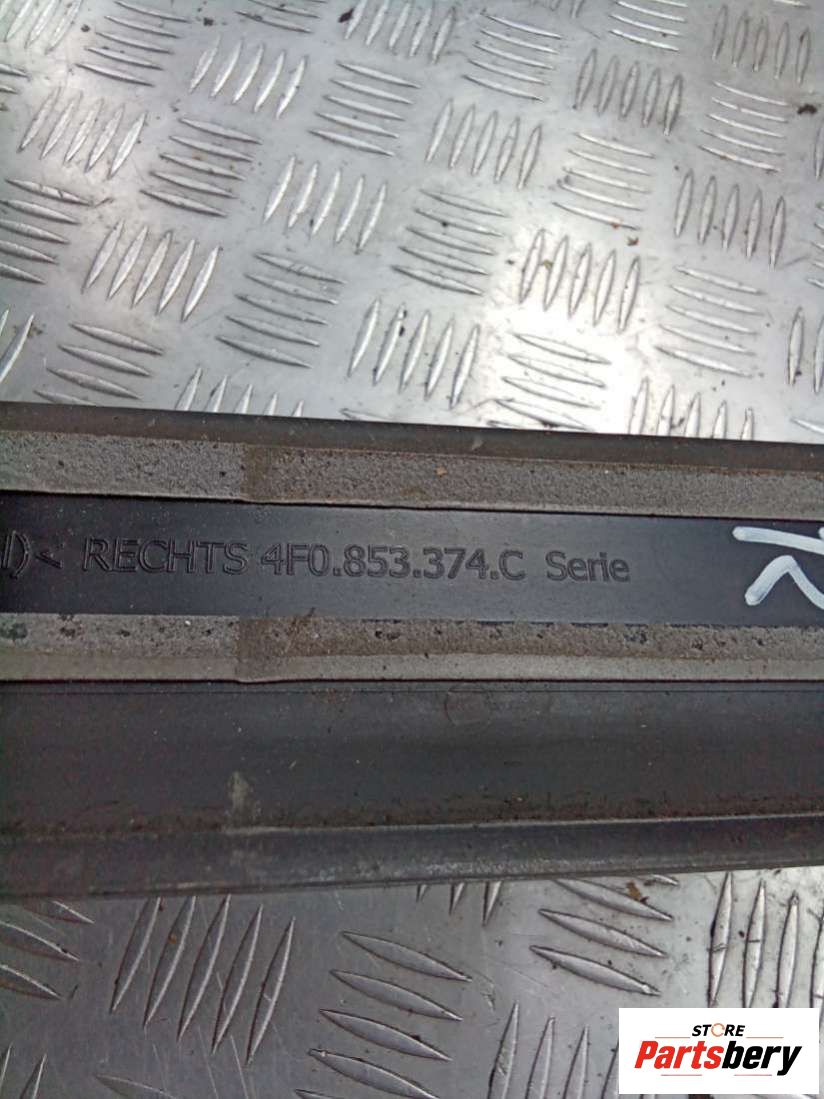 )< RECHTS 4F0.853.374.C Serie
STORE
Partsbery